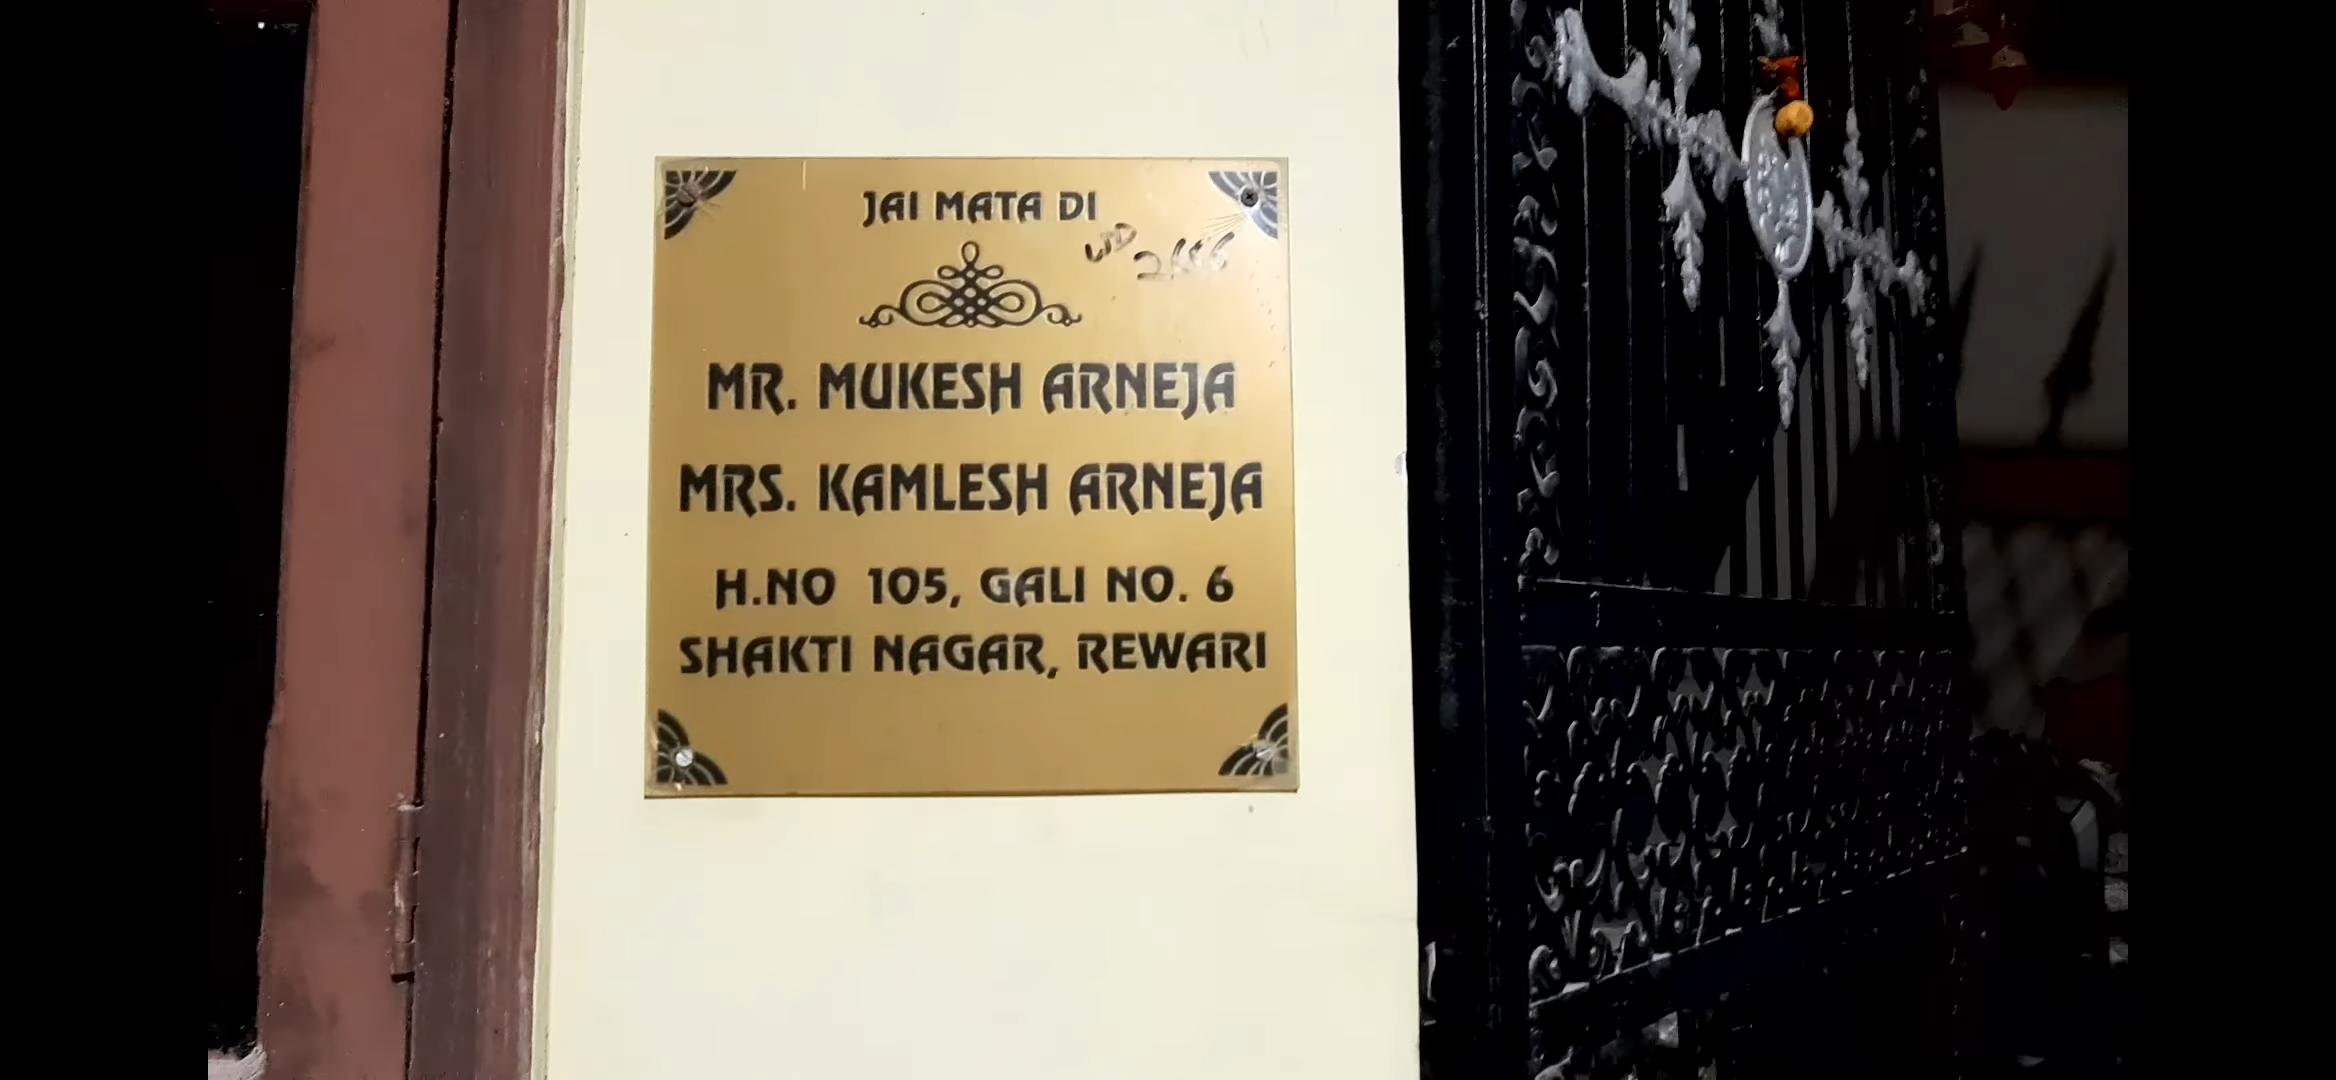 JAI MATA DI
MR. MUKESH ARNEJA
MRS. KAMLESH ARNEJA
H.NO 105, GALI NO. 6
SHAKTI NAGAR, REWARI